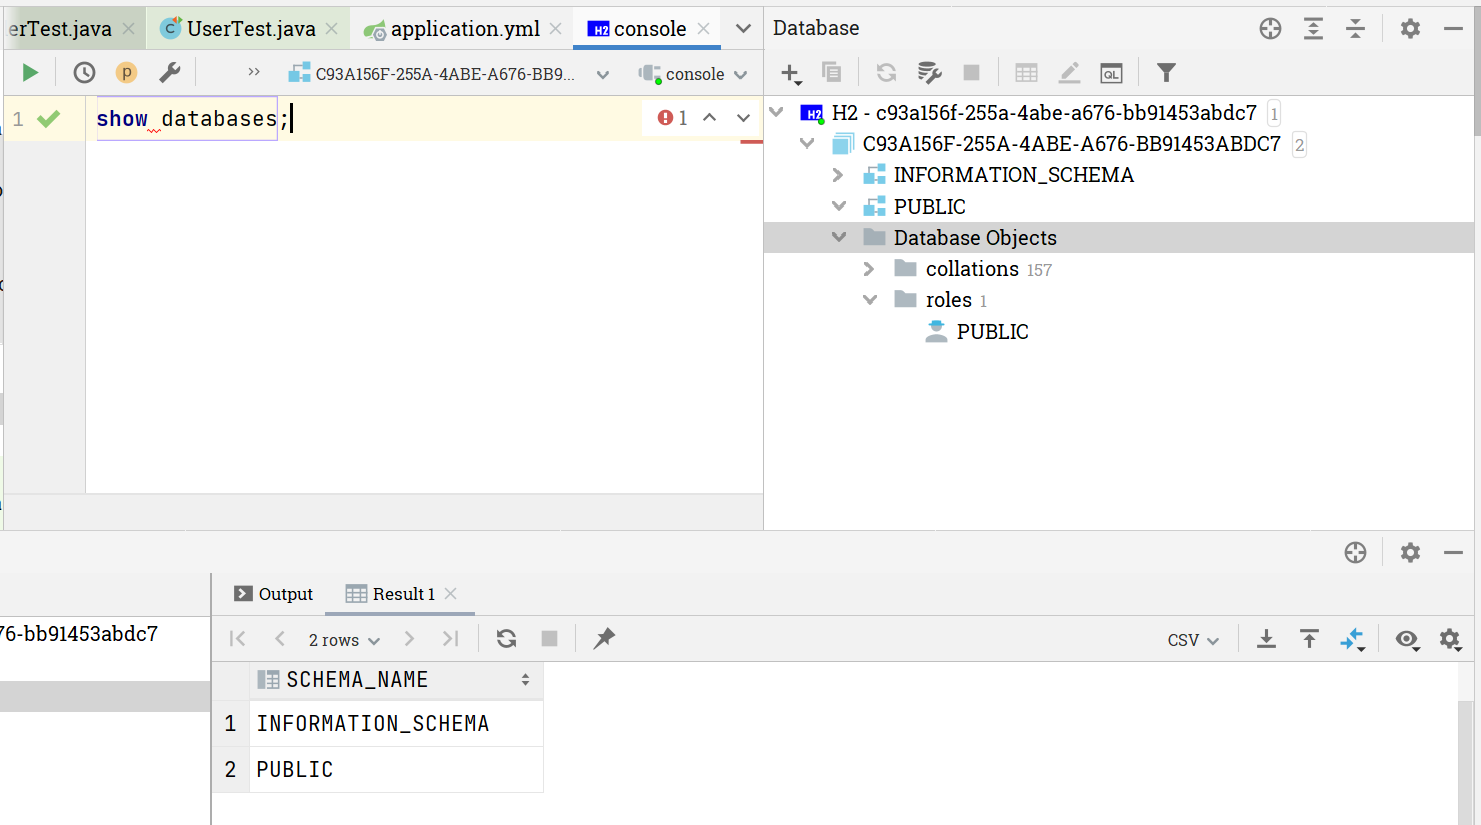 erTest.java
UserTest.java
application.yml
H2 console
Database
p
C93A156F-255A-4ABE-A676-BB9...
console
QL
1 show databases;
1
H2 H2 - c93a156f-255a-4abe-a676-bb91453abdc7 1
C93A156F-255A-4ABE-A676-BB91453ABDC7 2
INFORMATION_SCHEMA
PUBLIC
Database Objects
collations 157
roles 1
PUBLIC
76-bb91453abdc7
Output
Result 1
2 rows
CSV
SCHEMA_NAME
1 INFORMATION_SCHEMA
2 PUBLIC